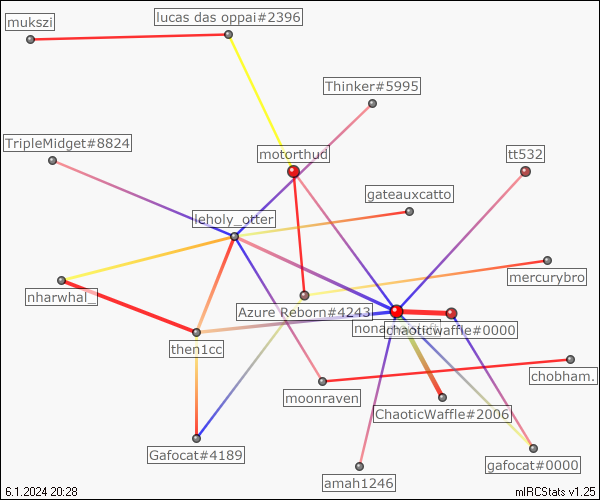 mukszi
lucas das oppai#2396
Thinker#5995
TripleMidget#8824
motorthud
tt532
gateauxcatto
leholy_otter
mercurybro
nharwhal_
Azure Reborn#4243
chaoticwaffle#0000
then1cc
chobham.
moonraven
ChaoticWaffle#2006
Gafocat#4189
gafocat#0000
amah1246
6.1.2024 20:28
mIRCStats v1.25